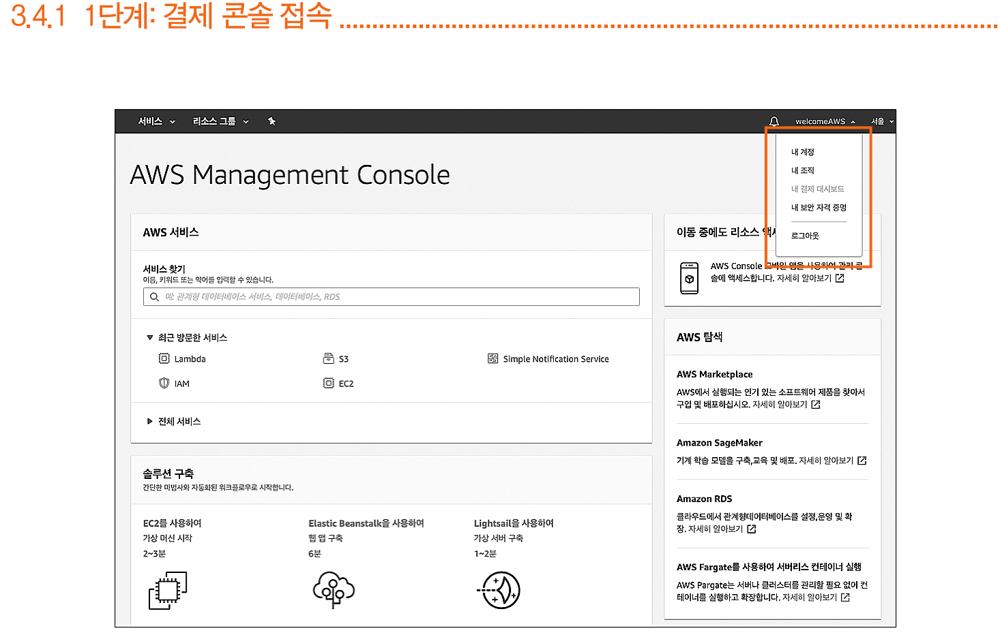 3.4.1 1단계: 결제 콘솔 접속
서비스 리소스 그룹 welcomeAWS 서울
내 계정
내 조직
내 결제 대시보드
내 보안 자격 증명
로그아웃
AWS Management Console
AWS 서비스
서비스 찾기
이름, 키워드 또는 약어를 입력할 수 있습니다.
예: 관계형 데이터베이스 서비스, 데이터베이스, RDS
최근 방문한 서비스
Lambda
S3
Simple Notification Service
IAM
EC2
전체 서비스
솔루션 구축
간단한 마법사와 자동화된 워크플로우로 시작합니다.
EC2를 사용하여
가상 머신 시작
2~3분
Elastic Beanstalk을 사용하여
웹 앱 구축
6분
Lightsail을 사용하여
가상 서버 구축
1~2분
이동 중에도 리소스
AWS Console 모바일 앱을 사용하여 관리 콘
솔에 액세스합니다. 자세히 알아보기
AWS 탐색
AWS Marketplace
AWS에서 실행되는 인기 있는 소프트웨어 제품을 찾아서
구입 및 배포하십시오. 자세히 알아보기
Amazon SageMaker
기계 학습 모델을 구축,교육 및 배포. 자세히 알아보기
Amazon RDS
클라우드에서 관계형데이터베이스를 설정,운영 및 확
장. 자세히 알아보기
AWS Fargate를 사용하여 서버리스 컨테이너 실행
AWS Pargate는 서버나 클러스터를 관리할 필요 없이 컨
테이너를 실행하고 확장합니다. 자세히 알아보기